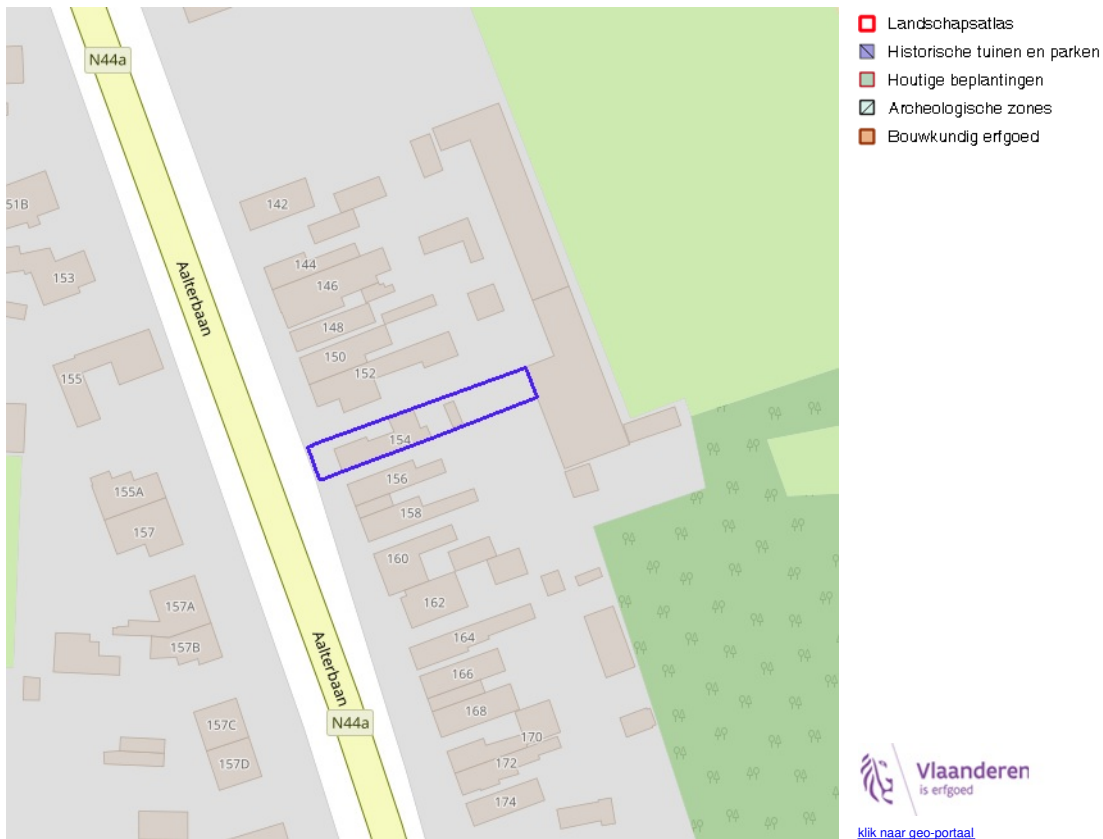 N44a
Aalterbaan
51B
153
155
155A
157
157A
157B
157C
157D
142
144
146
148
150
152
154
156
158
160
162
164
166
168
170
172
174
Aalterbaan
N44a
Landschapsatlas
Historische tuinen en parken
Houtige beplantingen
Archeologische zones
Bouwkundig erfgoed
Vlaanderen
is erfgoed
klik naar geo-portaal